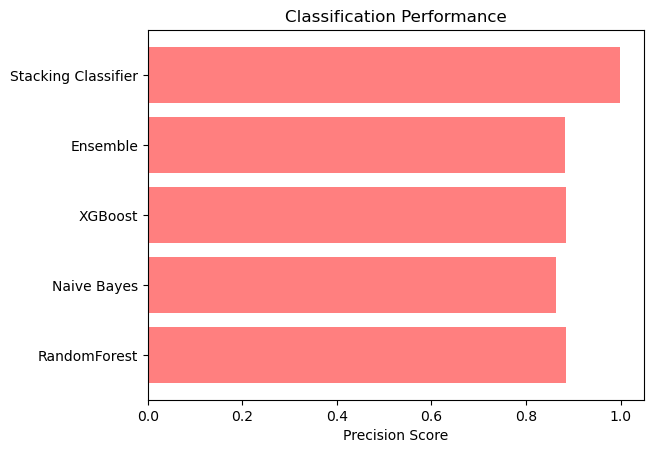 Classification Performance
Stacking Classifier
Ensemble
XGBoost
Naive Bayes
RandomForest
0.0 0.2 0.4 0.6 0.8 1.0
Precision Score